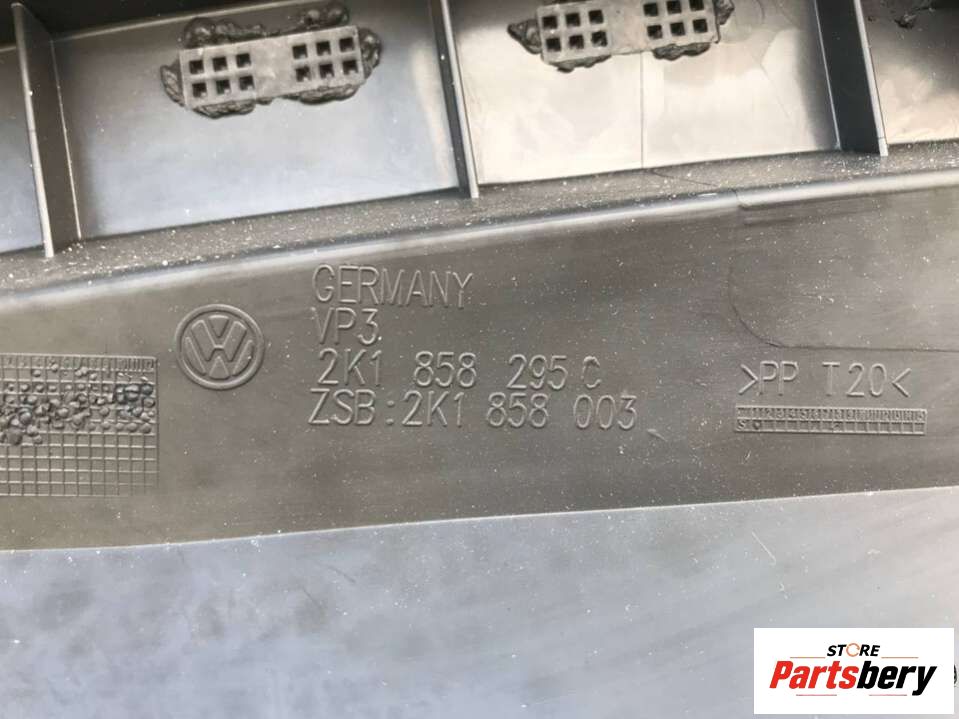 GERMANY
VP3
2K1 858 295 C
ZSB:2K1 858 003
>PP T20<
STORE
Partsbery